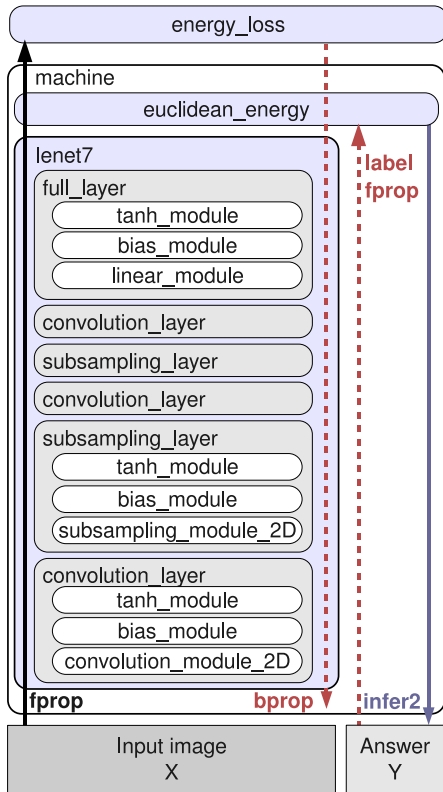 energy_loss
machine
euclidean_energy
lenet7
label
fprop
full_layer
tanh_module
bias_module
linear_module
convolution_layer
subsampling_layer
convolution_layer
subsampling_layer
tanh_module
bias_module
subsampling_module_2D
convolution_layer
tanh_module
bias_module
convolution_module_2D
fprop
bprop
infer2
Input image
X
Answer
Y